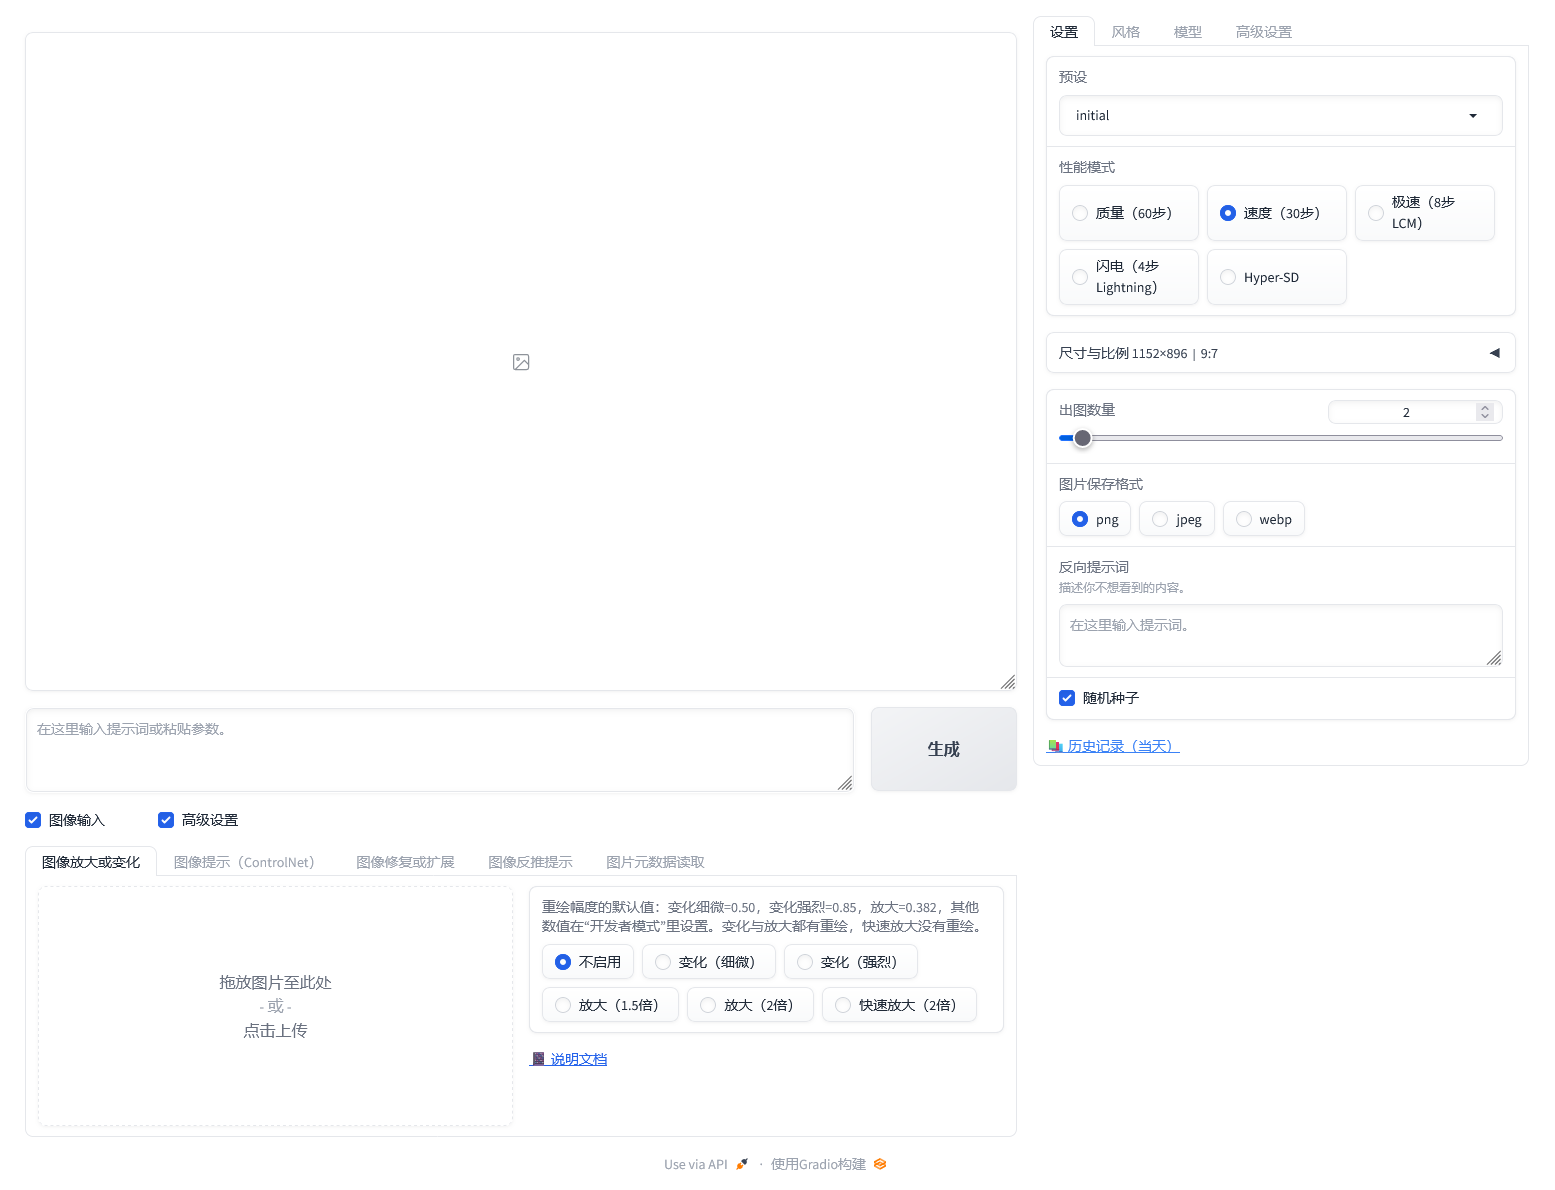 设置
风格
模型
高级设置
预设
initial
性能模式
质量（60步）
速度（30步）
极速（8步
LCM）
闪电（4步
Lightning）
Hyper-SD
尺寸与比例 1152×896 | 9:7
出图数量
2
图片保存格式
png
jpeg
webp
反向提示词
描述你不想看到的内容。
在这里输入提示词。
随机种子
历史记录（当天）
在这里输入提示词或粘贴参数。
生成
图像输入
高级设置
图像放大或变化
图像提示（ControlNet）
图像修复或扩展
图像反推提示
图片元数据读取
拖放图片至此处
- 或 -
点击上传
重绘幅度的默认值：变化细微=0.50，变化强烈=0.85，放大=0.382，其他
数值在“开发者模式”里设置。变化与放大都有重绘，快速放大没有重绘。
不启用
变化（细微）
变化（强烈）
放大（1.5倍）
放大（2倍）
快速放大（2倍）
说明文档
Use via API · 使用Gradio构建